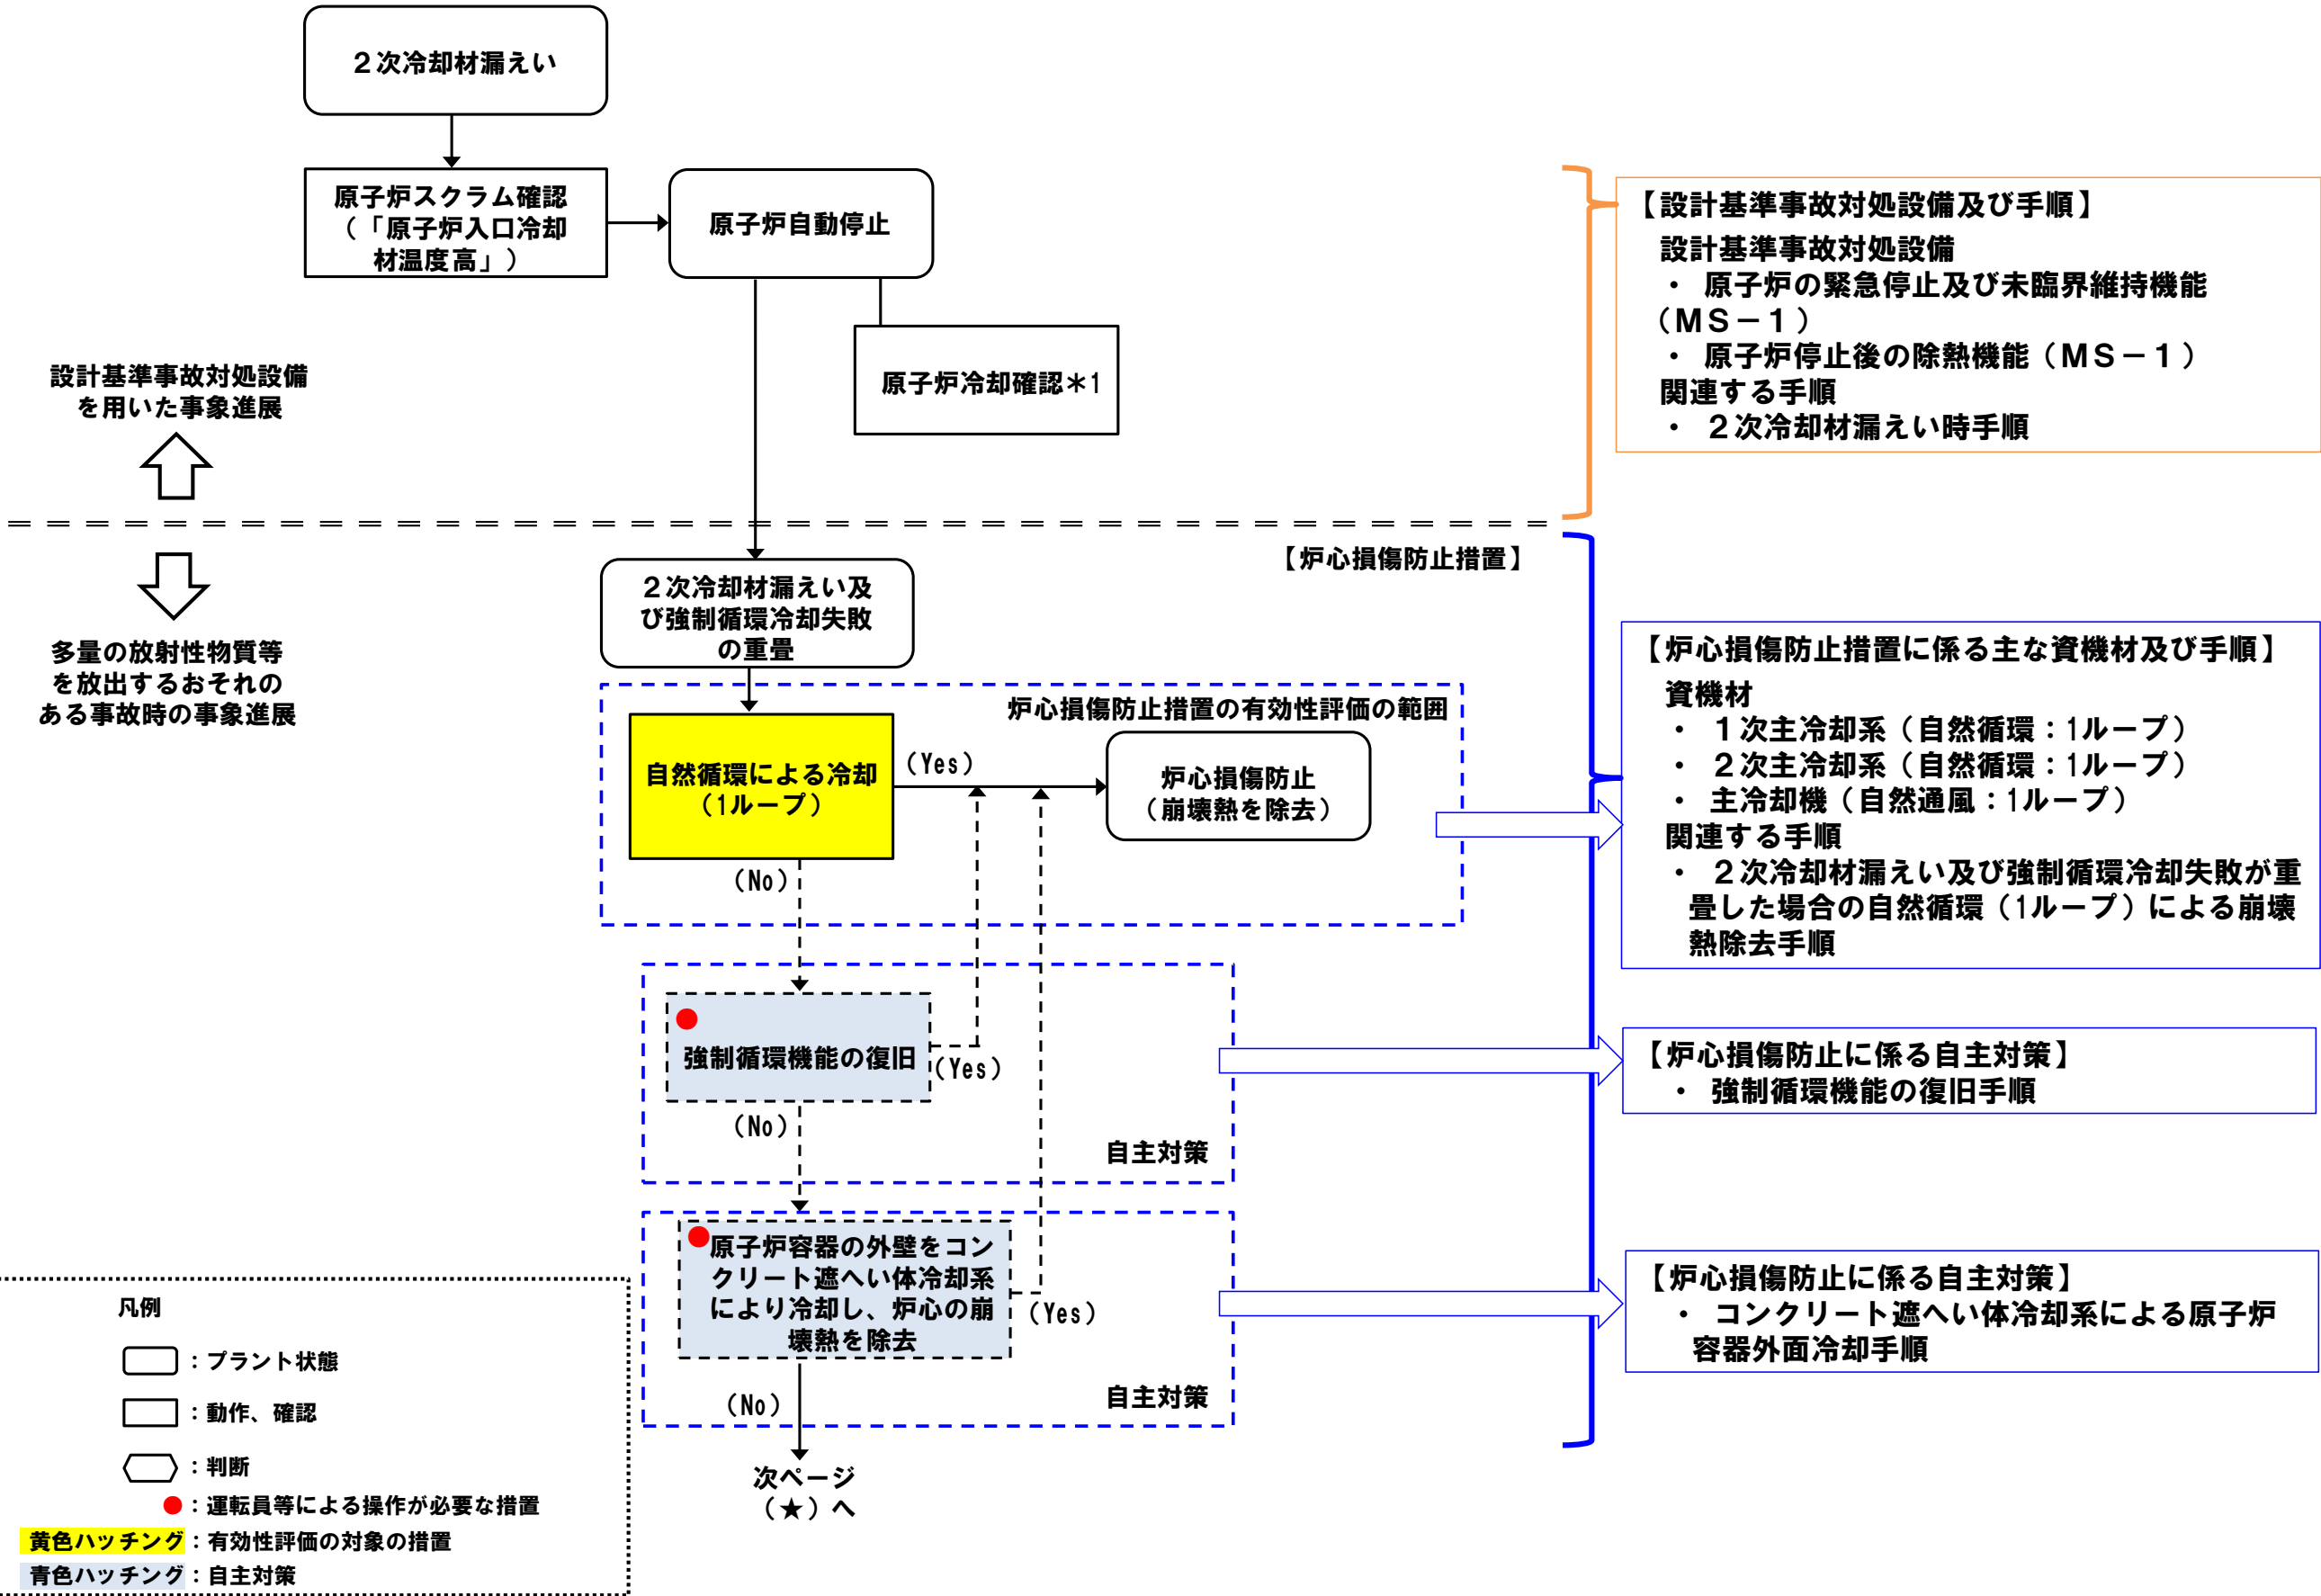 ２次冷却材漏えい
原子炉スクラム確認
（「原子炉入口冷却
材温度高」）
原子炉自動停止
原子炉冷却確認＊1
設計基準事故対処設備
を用いた事象進展
【設計基準事故対処設備及び手順】
設計基準事故対処設備
・ 原子炉の緊急停止及び未臨界維持機能
（ＭＳ－１）
・ 原子炉停止後の除熱機能（ＭＳ－１）
関連する手順
・ ２次冷却材漏えい時手順
多量の放射性物質等
を放出するおそれの
ある事故時の事象進展
【炉心損傷防止措置】
２次冷却材漏えい及
び強制循環冷却失敗
の重畳
炉心損傷防止措置の有効性評価の範囲
自然循環による冷却
（1ループ）
（Yes）
炉心損傷防止
（崩壊熱を除去）
（No）
【炉心損傷防止措置に係る主な資機材及び手順】
資機材
・ １次主冷却系（自然循環：1ループ）
・ ２次主冷却系（自然循環：1ループ）
・ 主冷却機（自然通風：1ループ）
関連する手順
・ ２次冷却材漏えい及び強制循環冷却失敗が重
畳した場合の自然循環（1ループ）による崩壊
熱除去手順
強制循環機能の復旧
（Yes）
（No）
自主対策
【炉心損傷防止に係る自主対策】
・ 強制循環機能の復旧手順
原子炉容器の外壁をコン
クリート遮へい体冷却系
により冷却し、炉心の崩
壊熱を除去
（Yes）
（No）
自主対策
【炉心損傷防止に係る自主対策】
・ コンクリート遮へい体冷却系による原子炉
容器外面冷却手順
次ページ
（★）へ
凡例
：プラント状態
：動作、確認
：判断
：運転員等による操作が必要な措置
黄色ハッチング：有効性評価の対象の措置
青色ハッチング：自主対策